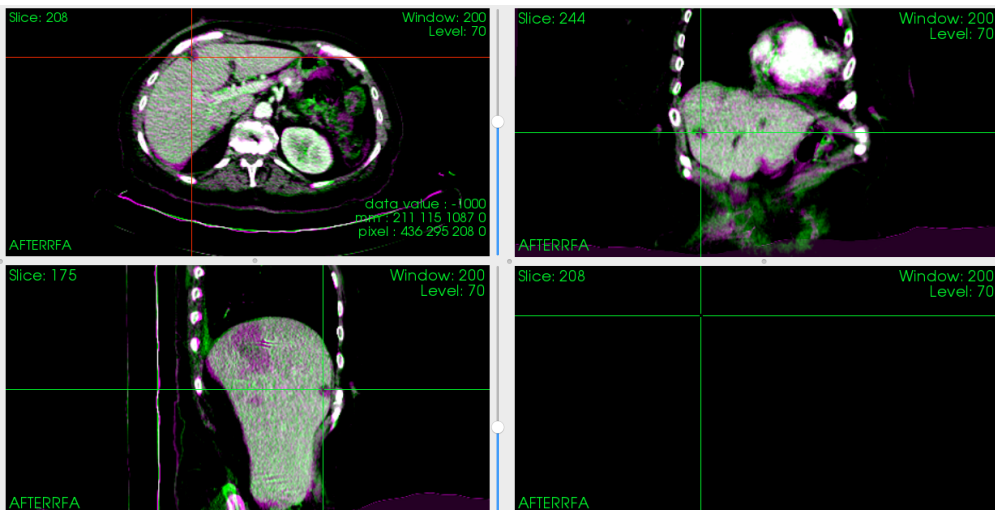 Slice: 208
Window: 200
Level: 70
data value : -1000
mm : 211 115 1087 0
pixel : 436 295 208 0
AFTERRFA
Slice: 244
Window: 200
Level: 70
AFTERRFA
Slice: 175
Window: 200
Level: 70
AFTERRFA
Slice: 208
Window: 200
Level: 70
AFTERRFA